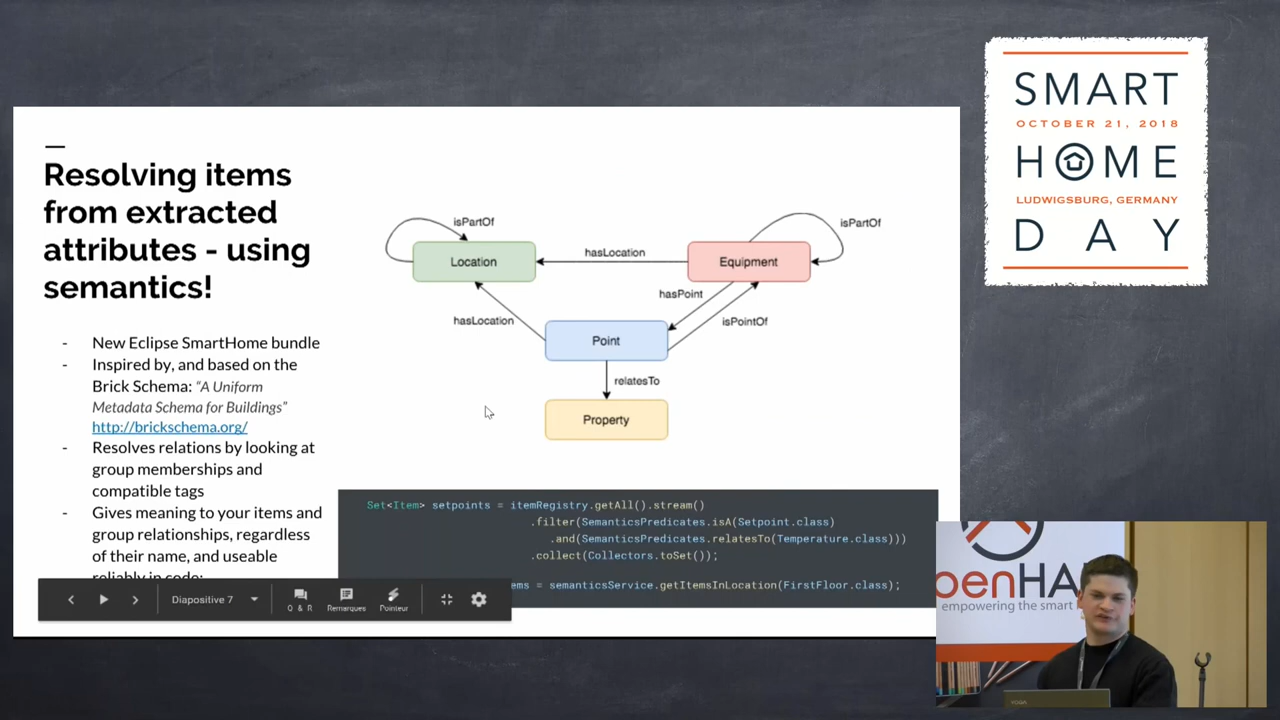 Resolving items
from extracted
attributes - using
semantics!
- New Eclipse SmartHome bundle
- Inspired by, and based on the
Brick Schema: “A Uniform
Metadata Schema for Buildings”
http://brickschema.org/
- Resolves relations by looking at
group memberships and
compatible tags
- Gives meaning to your items and
group relationships, regardless
of their name, and useable
reliably in code:
isPartOf
isPartOf
Location
hasLocation
Equipment
hasPoint
hasLocation
isPointOf
Point
relatesTo
Property
Set<Item> setpoints = itemRegistry.getAll().stream()
.filter(SemanticsPredicates.isA(Setpoint.class)
.and(SemanticsPredicates.relatesTo(Temperature.class)))
.collect(Collectors.toSet());
ems = semanticsService.getItemsInLocation(FirstFloor.class);
Diapositive 7
Q & R
Remarques
Pointeur
SMART
OCTOBER 21, 2018
HOME
LUDWIGSBURG, GERMANY
DAY
penHA
empowering the smart
YOGA